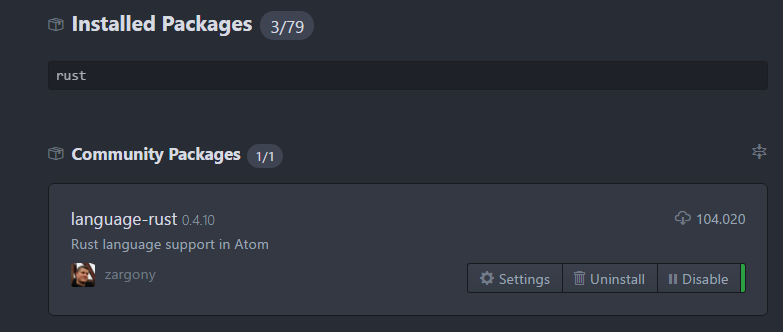 Installed Packages 3/79
rust
Community Packages 1/1
language-rust 0.4.10 104.020
Rust language support in Atom
zargony Settings Uninstall Disable